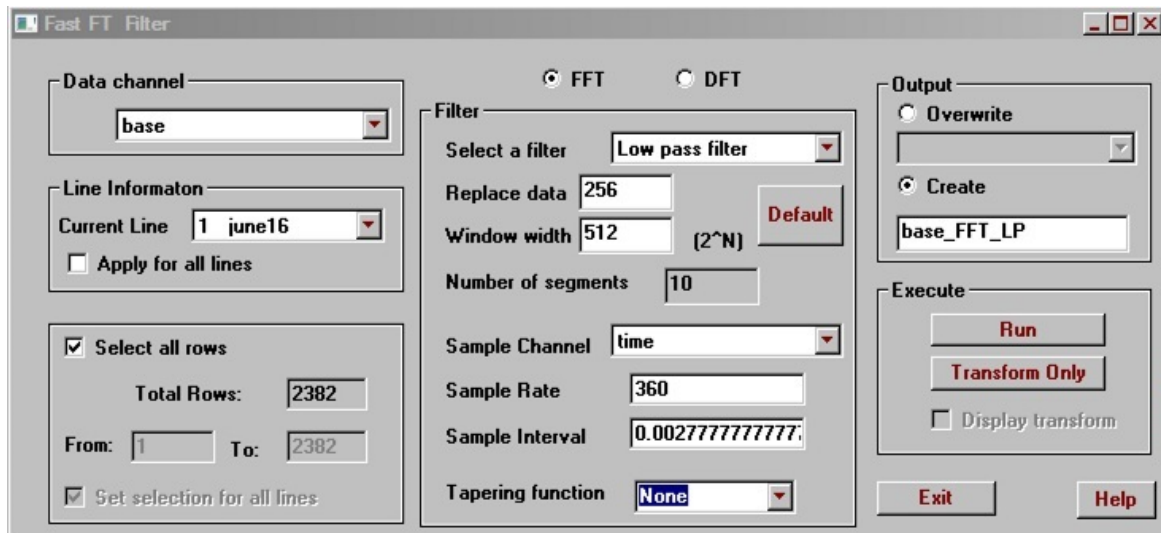 Fast FT Filter
Data channel
base
Line Informaton
Current Line 1 june16
Apply for all lines
Select all rows
Total Rows: 2382
From: 1 To: 2382
Set selection for all lines
FFT DFT
Filter
Select a filter Low pass filter
Replace data 256
Window width 512 (2^N)
Default
Number of segments 10
Sample Channel time
Sample Rate 360
Sample Interval 0.0027777777777
Tapering function None
Output
Overwrite
Create
base_FFT_LP
Execute
Run
Transform Only
Display transform
Exit Help